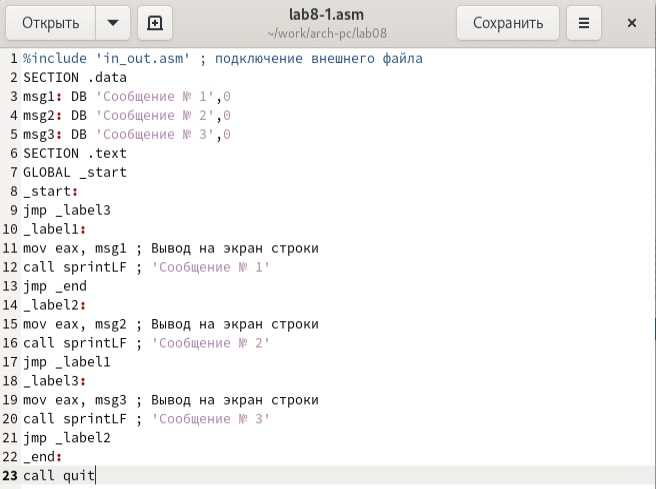 Открыть
lab8-1.asm
~/work/arch-pc/lab08
Сохранить
1 %include 'in_out.asm' ; подключение внешнего файла
2 SECTION .data
3 msg1: DB 'Сообщение № 1',0
4 msg2: DB 'Сообщение № 2',0
5 msg3: DB 'Сообщение № 3',0
6 SECTION .text
7 GLOBAL _start
8 _start:
9 jmp _label3
10 _label1:
11 mov eax, msg1 ; Вывод на экран строки
12 call sprintLF ; 'Сообщение № 1'
13 jmp _end
14 _label2:
15 mov eax, msg2 ; Вывод на экран строки
16 call sprintLF ; 'Сообщение № 2'
17 jmp _label1
18 _label3:
19 mov eax, msg3 ; Вывод на экран строки
20 call sprintLF ; 'Сообщение № 3'
21 jmp _label2
22 _end:
23 call quit